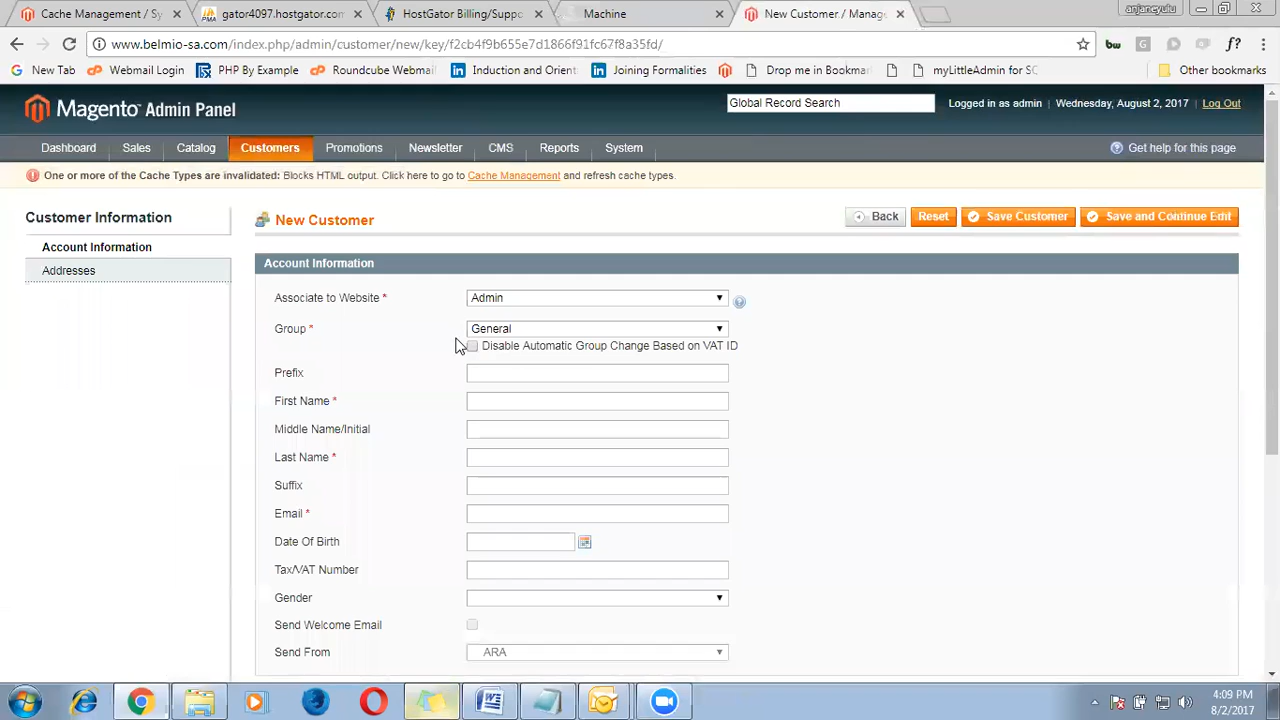 Cache Management / Sy
gator4097.hostgator.com
HostGator Billing/Suppo
Machine
New Customer / Manage
anjaneyulu
www.belmio-sa.com/index.php/admin/customer/new/key/f2cb4f9b655e7d1866f91fc67f8a35fd/
New Tab
Webmail Login
PHP By Example
Roundcube Webmail
Induction and Orient
Joining Formalities
Drop me in Bookmar
myLittleAdmin for SC
Other bookmarks
Magento Admin Panel
Global Record Search
Logged in as admin | Wednesday, August 2, 2017 | Log Out
Dashboard Sales Catalog Customers Promotions Newsletter CMS Reports System
Get help for this page
One or more of the Cache Types are invalidated: Blocks HTML output. Click here to go to Cache Management and refresh cache types.
Customer Information
Account Information
Addresses
New Customer
Back
Reset
Save Customer
Save and Continue Edit
Account Information
Associate to Website *
Admin
Group *
General
Disable Automatic Group Change Based on VAT ID
Prefix
First Name *
Middle Name/Initial
Last Name *
Suffix
Email *
Date Of Birth
Tax/VAT Number
Gender
Send Welcome Email
Send From
ARA
4:09 PM
8/2/2017